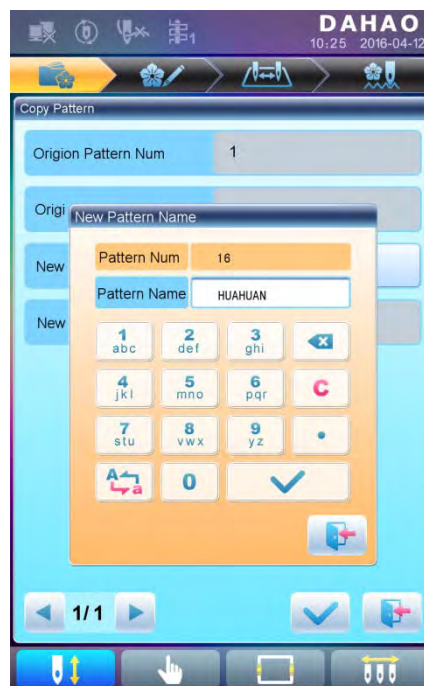 DAHAO
1
10:25 2016-04-12
Copy Pattern
Origion Pattern Num 1
Origi
New Pattern Name
Pattern Num 16
New
Pattern Name HUAHUAN
New
1 2 3
abc def ghi
4 5 6 C
jkl mno pqr
7 8 9 .
stu vwx yz
A a 0
1/1